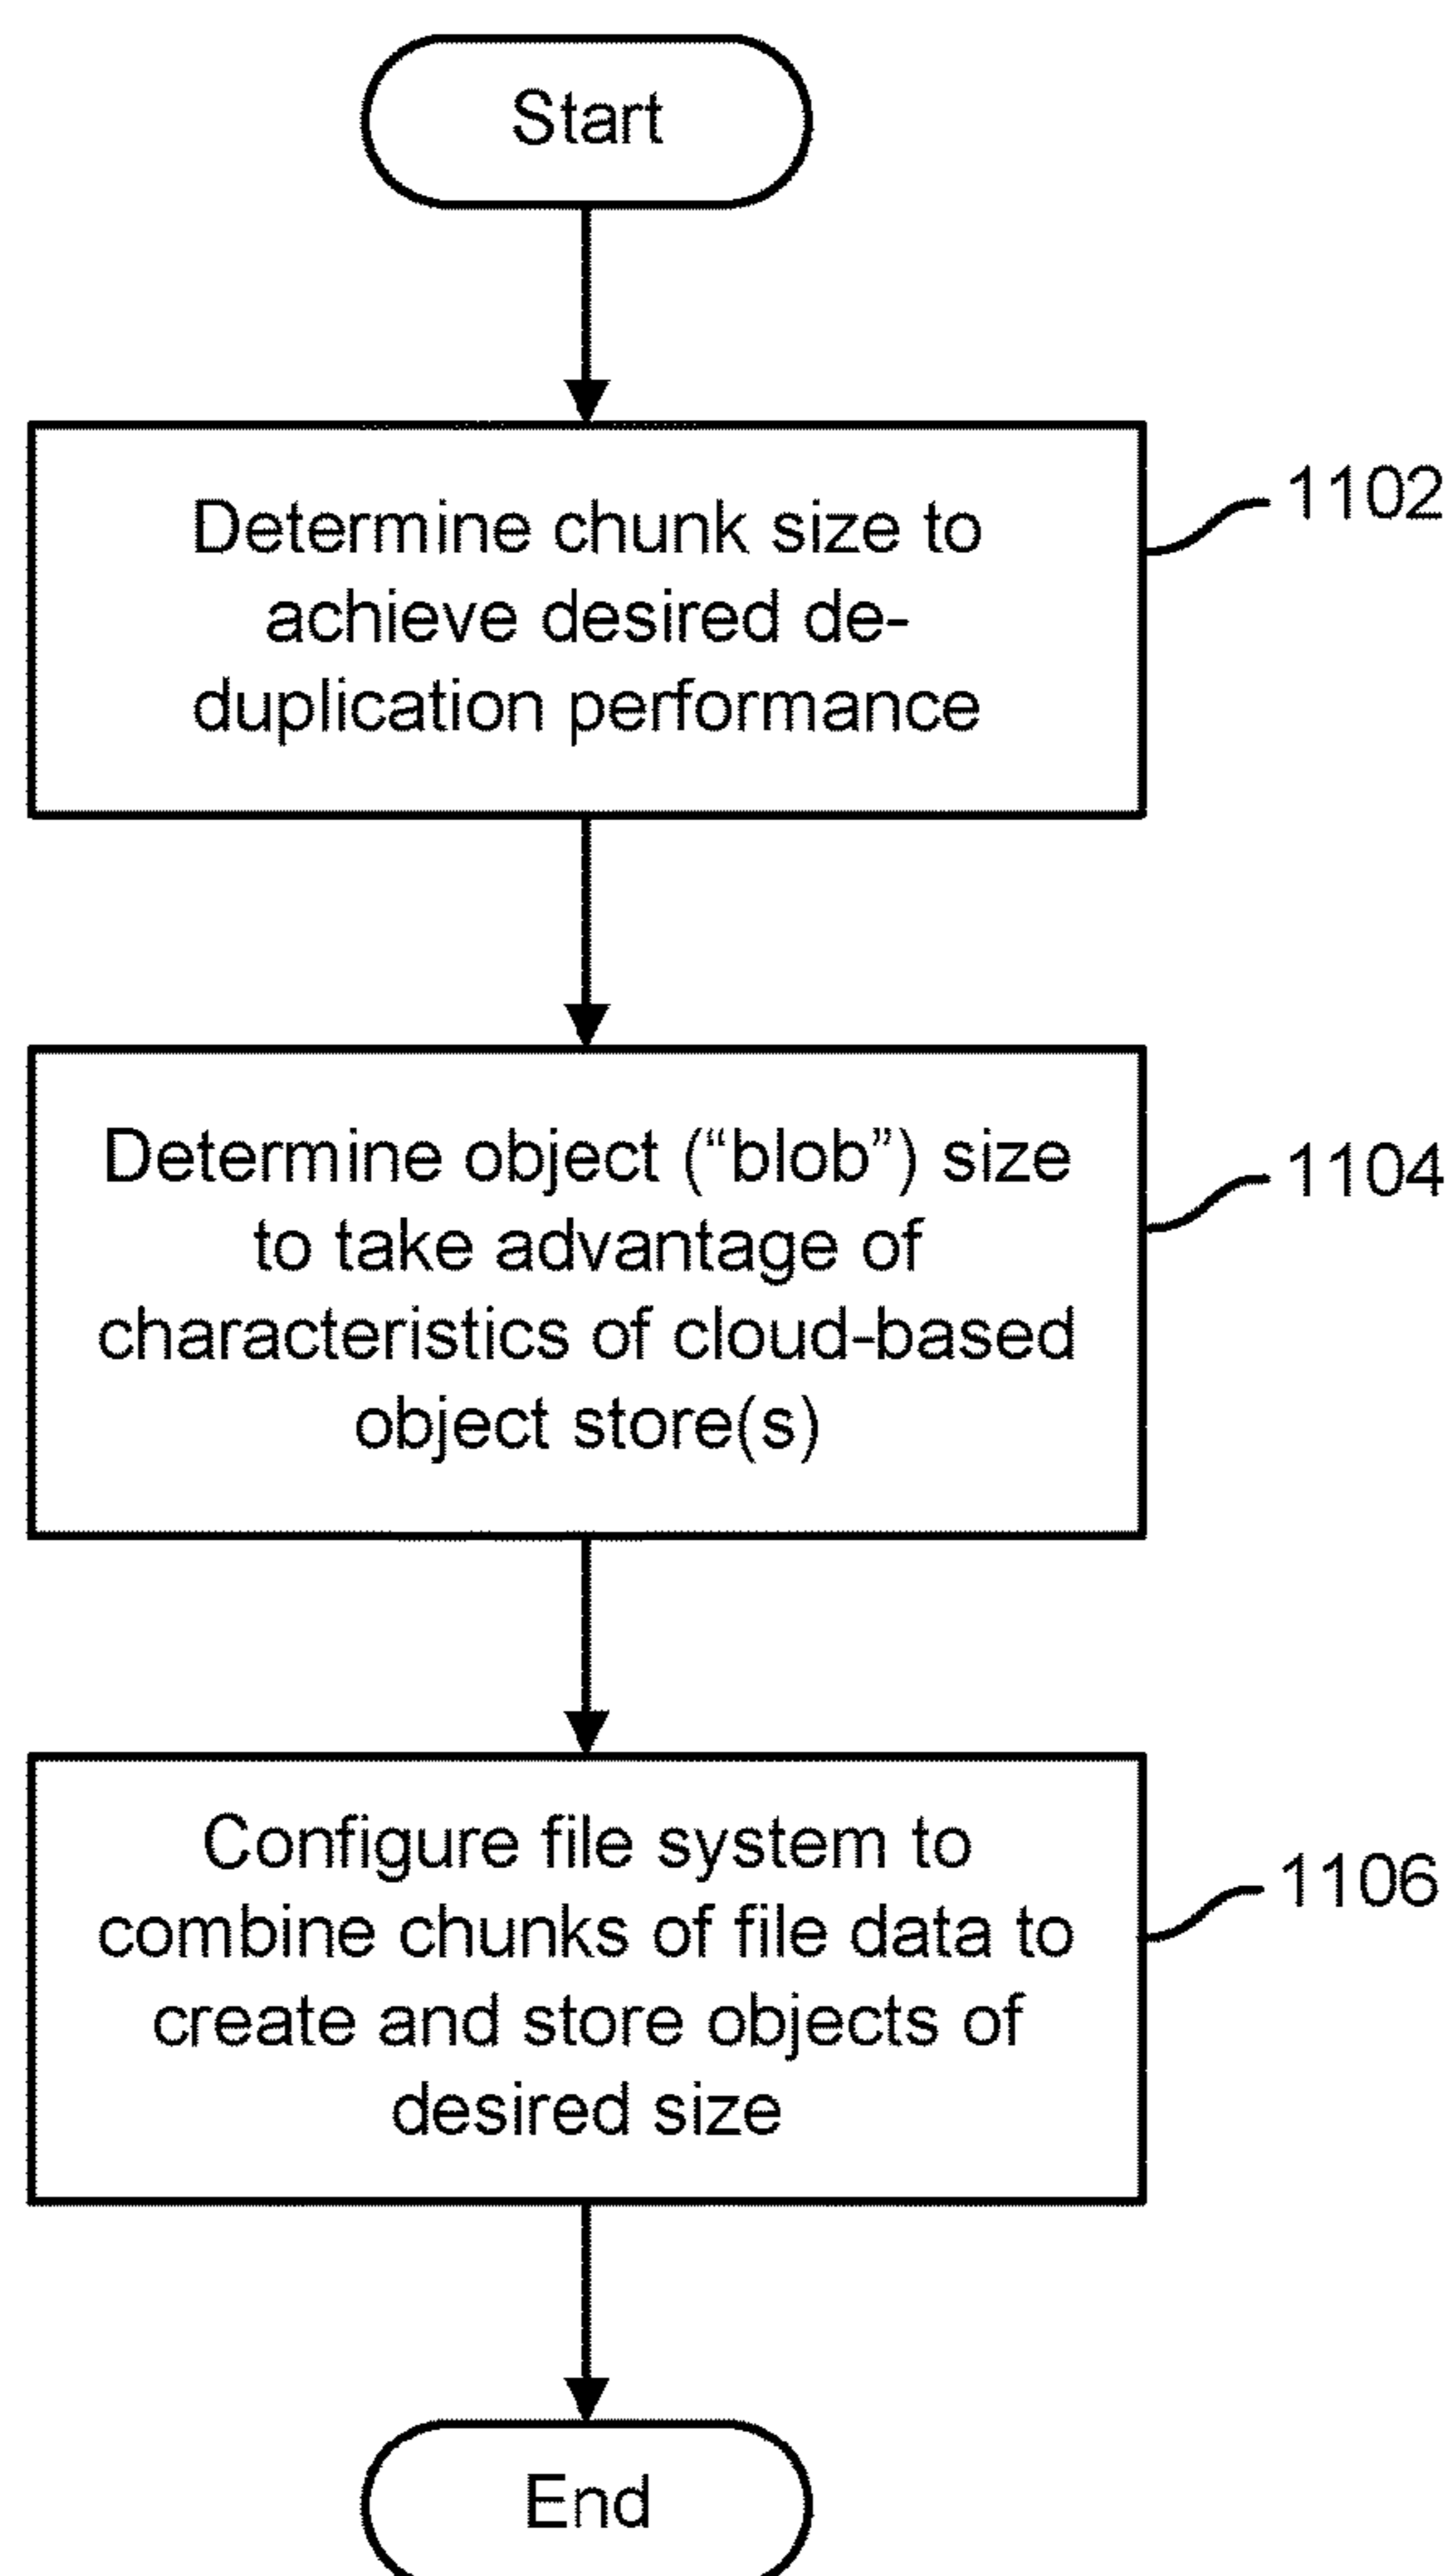 Start
Determine chunk size to
achieve desired de-
duplication performance
1102
Determine object (“blob”) size
to take advantage of
characteristics of cloud-based
object store(s)
1104
Configure file system to
combine chunks of file data to
create and store objects of
desired size
1106
End